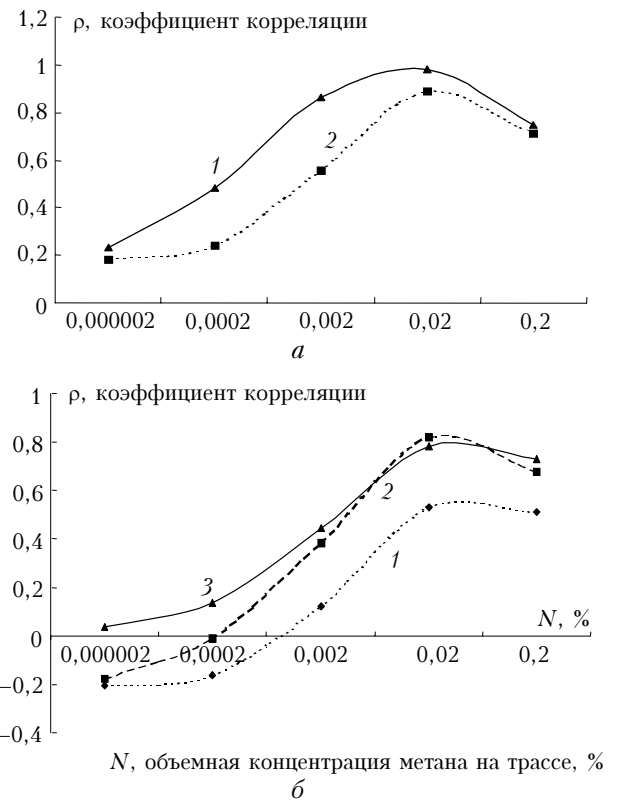 1,2
ρ, коэффициент корреляции
1
0,8
0,6
0,4
0,2
0
1
2
0,000002 0,0002 0,002 0,02 0,2
а
1
ρ, коэффициент корреляции
0,8
0,6
0,4
0,2
0
–0,2
–0,4
3
2
1
N, %
0,000002 0,0002 0,002 0,02 0,2
N, объемная концентрация метана на трассе, %
б